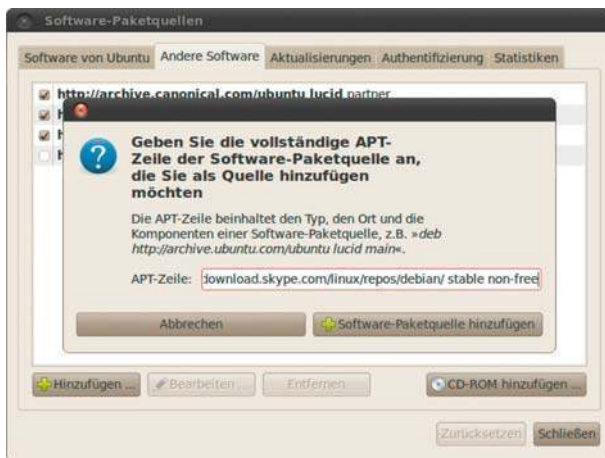 Software-Paketquellen
Software von Ubuntu Andere Software Aktualisierungen Authentifizierung Statistiken
http://archive.canonical.com/ubuntu lucid partner
Geben Sie die vollständige APT-
Zeile der Software-Paketquelle an,
die Sie als Quelle hinzufügen
möchten
Die APT-Zeile beinhaltet den Typ, den Ort und die
Komponenten einer Software-Paketquelle, z.B. »deb
http://archive.ubuntu.com/ubuntu lucid main«.
APT-Zeile: download.skype.com/linux/repos/debian/ stable non-free
Abbrechen Software-Paketquelle hinzufügen
Hinzufügen ... Bearbeiten ... Entfernen CD-ROM hinzufügen ...
Zurücksetzen Schließen